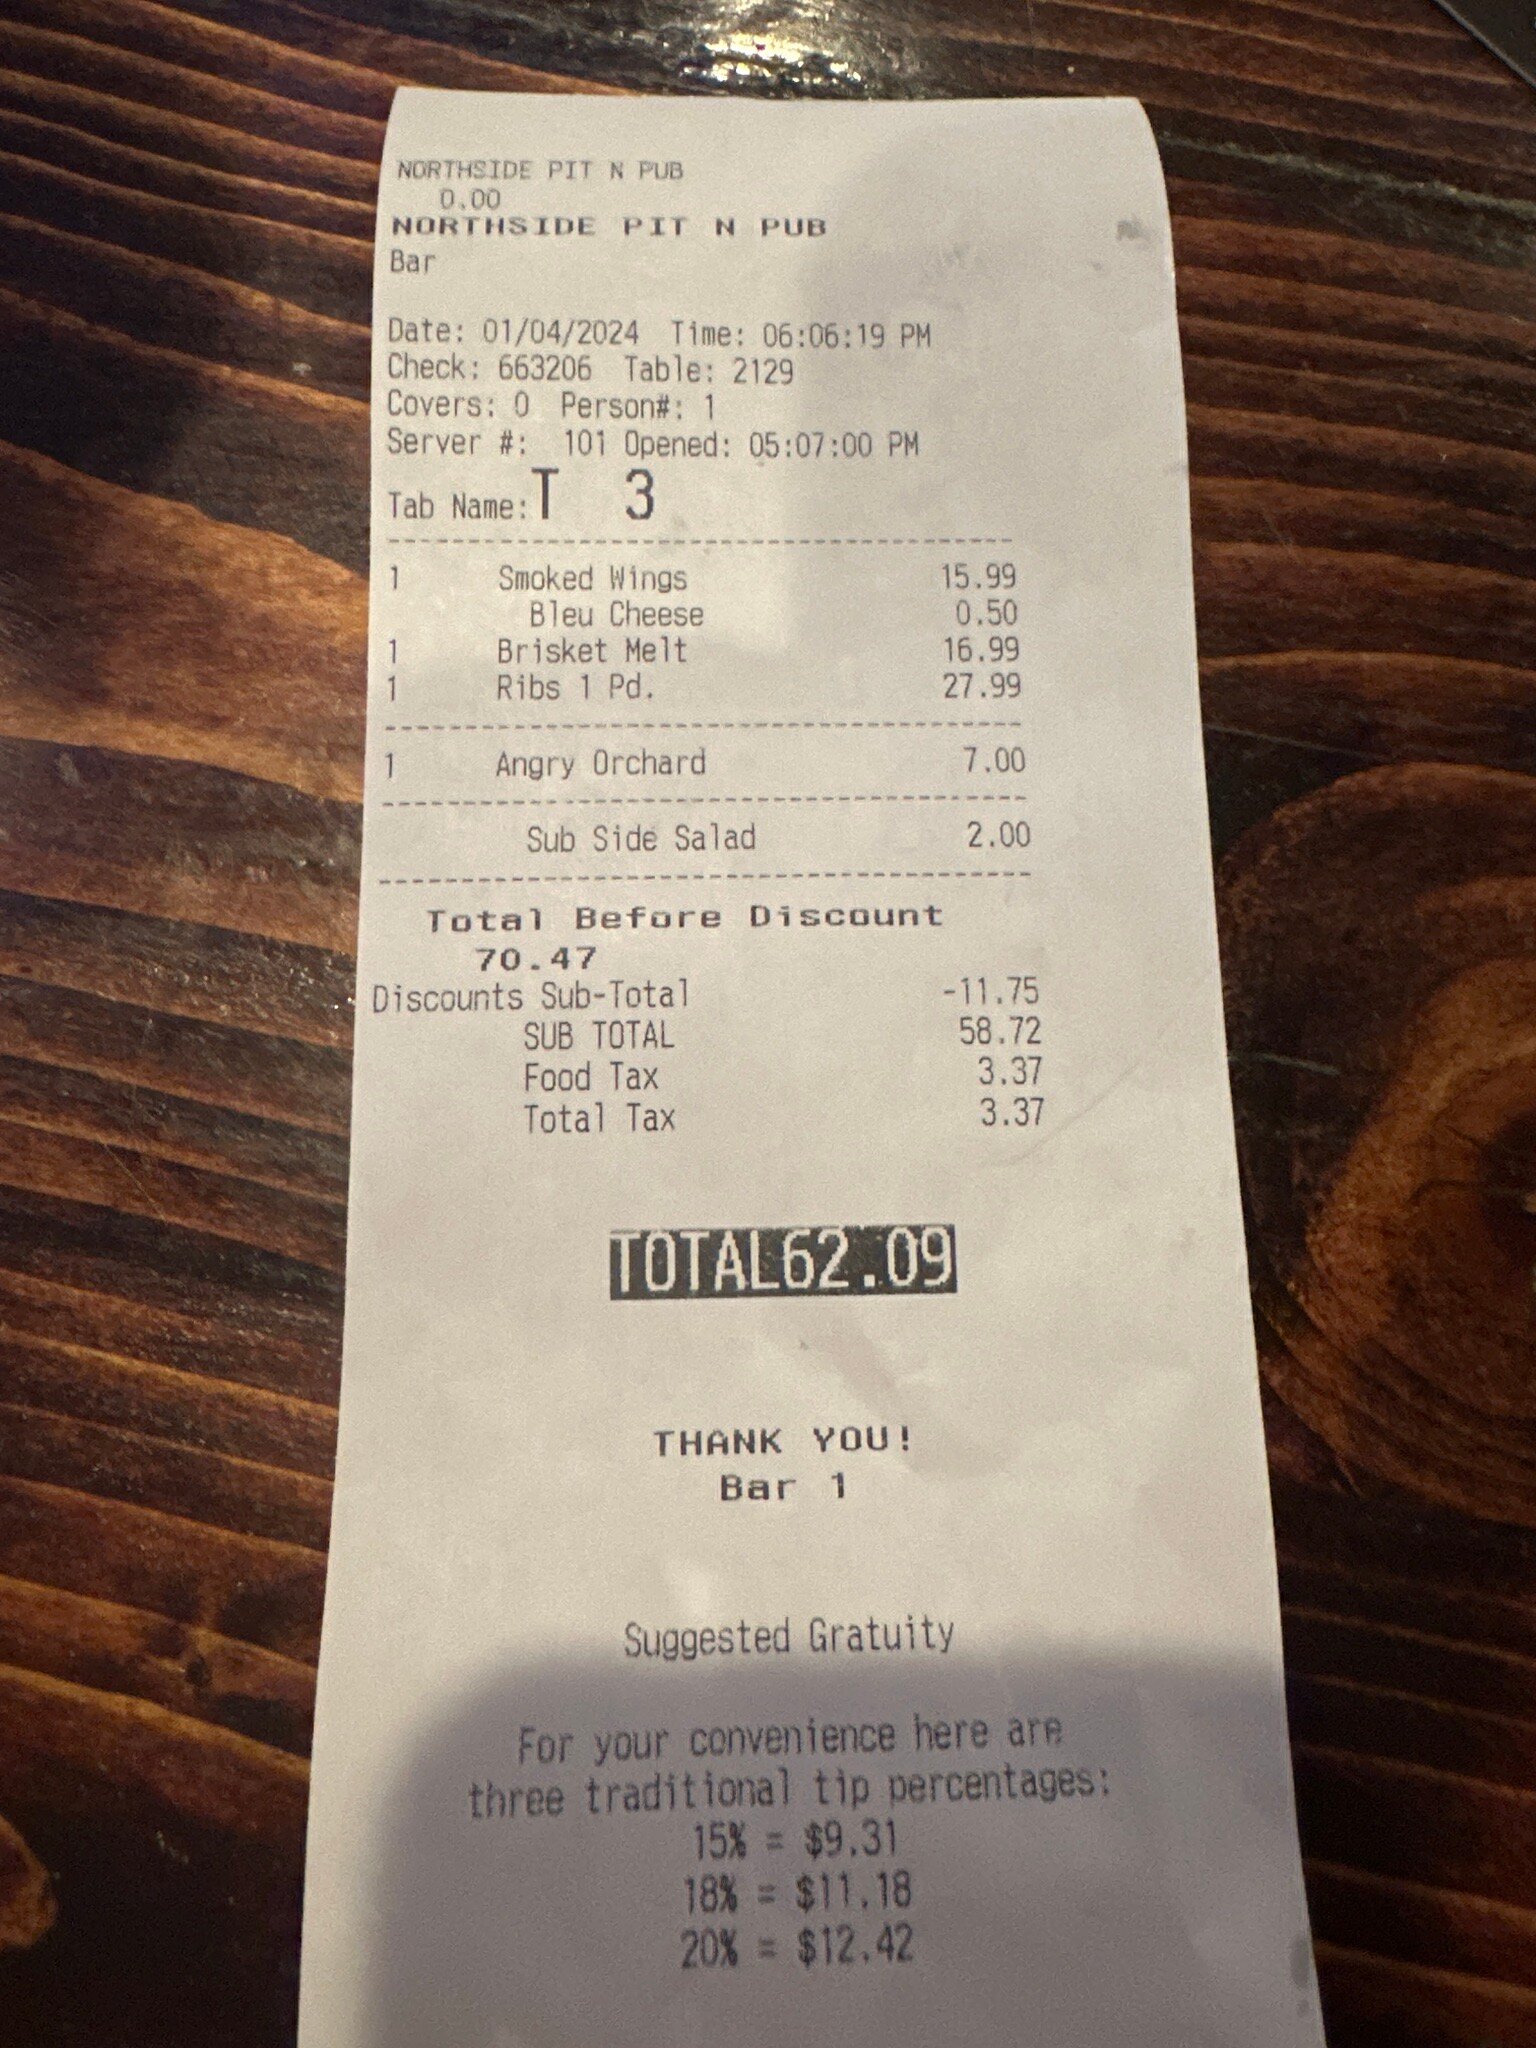 NORTHSIDE PIT N PUB
0.00
NORTHSIDE PIT N PUB
Bar
Date: 01/04/2024 Time: 06:06:19 PM
Check: 663206 Table: 2129
Covers: 0 Person#: 1
Server #: 101 Opened: 05:07:00 PM
Tab Name: T 3
1 Smoked Wings 15.99
Bleu Cheese 0.50
1 Brisket Melt 16.99
1 Ribs 1 Pd. 27.99
1 Angry Orchard 7.00
Sub Side Salad 2.00
Total Before Discount
70.47
Discounts Sub-Total -11.75
SUB TOTAL 58.72
Food Tax 3.37
Total Tax 3.37
TOTAL62.09
THANK YOU!
Bar 1
Suggested Gratuity
For your convenience here are
three traditional tip percentages:
15% = $9.31
18% = $11.18
20% = $12.42